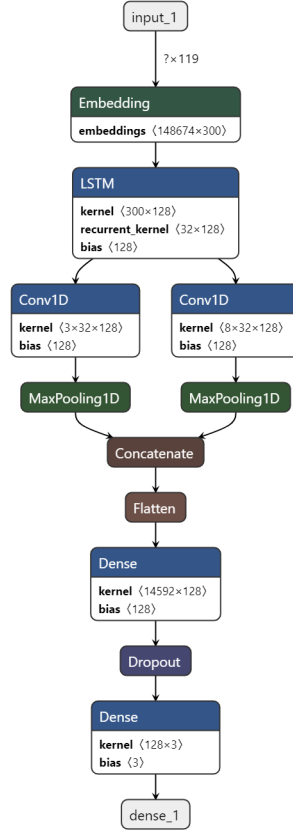 input_1
?×119
Embedding
embeddings ⟨148674×300⟩
LSTM
kernel ⟨300×128⟩
recurrent_kernel ⟨32×128⟩
bias ⟨128⟩
Conv1D
kernel ⟨3×32×128⟩
bias ⟨128⟩
Conv1D
kernel ⟨8×32×128⟩
bias ⟨128⟩
MaxPooling1D
MaxPooling1D
Concatenate
Flatten
Dense
kernel ⟨14592×128⟩
bias ⟨128⟩
Dropout
Dense
kernel ⟨128×3⟩
bias ⟨3⟩
dense_1